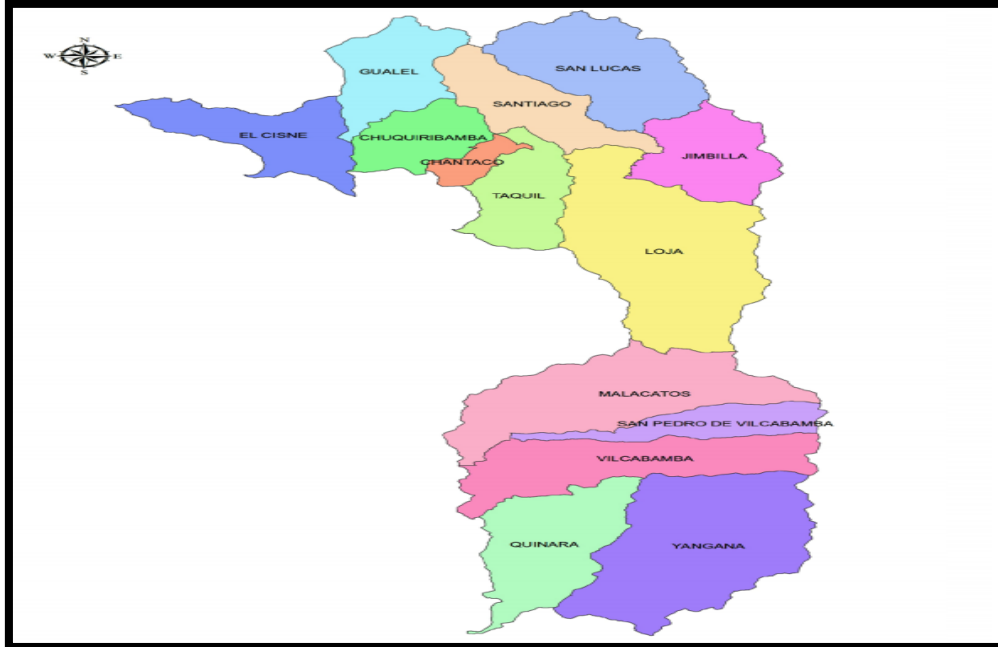 N
W E
S
GUALEL
SAN LUCAS
SANTIAGO
EL CISNE
CHUQUIRIBAMBA
CHANTACO
JIMBILLA
TAQUIL
LOJA
MALACATOS
SAN PEDRO DE VILCABAMBA
VILCABAMBA
QUINARA
YANGANA